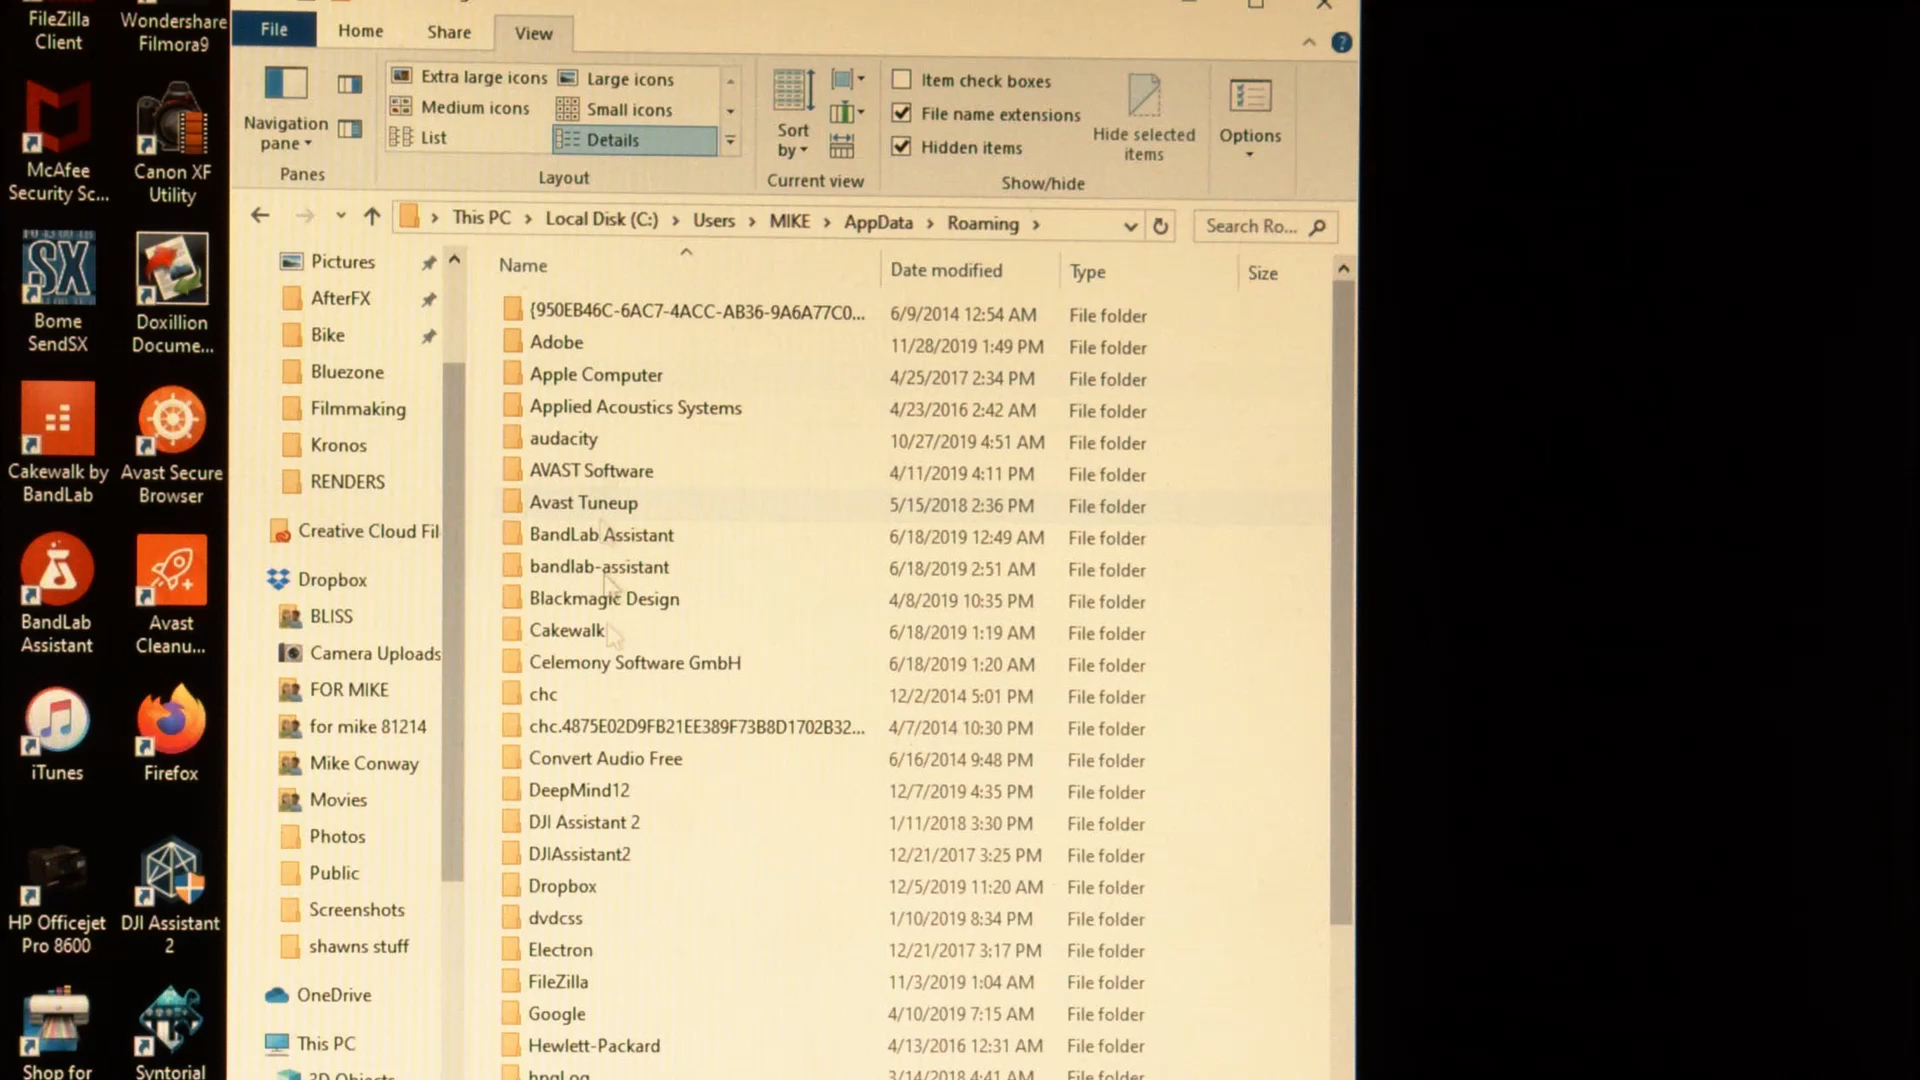 FileZilla
Client
Wondershare
Filmora9
McAfee
Security Sc...
Canon XF
Utility
Bome
SendSX
Doxillion
Docume...
Cakewalk by
BandLab
Avast Secure
Browser
BandLab
Assistant
Avast
Cleanu...
iTunes
Firefox
HP Officejet
Pro 8600
DJI Assistant
2
Shop for
Syntorial
File
Home
Share
View
Navigation
pane
Panes
Extra large icons
Large icons
Medium icons
Small icons
List
Details
Layout
Sort
by
Current view
Item check boxes
File name extensions
Hidden items
Hide selected
items
Show/hide
Options
This PC > Local Disk (C:) > Users > MIKE > AppData > Roaming >
Search Ro...
Pictures
AfterFX
Bike
Bluezone
Filmmaking
Kronos
RENDERS
Creative Cloud Fil
Dropbox
BLISS
Camera Uploads
FOR MIKE
for mike 81214
Mike Conway
Movies
Photos
Public
Screenshots
shawns stuff
OneDrive
This PC
Name Date modified Type Size
{950EB46C-6AC7-4ACC-AB36-9A6A77C0... 6/9/2014 12:54 AM File folder
Adobe 11/28/2019 1:49 PM File folder
Apple Computer 4/25/2017 2:34 PM File folder
Applied Acoustics Systems 4/23/2016 2:42 AM File folder
audacity 10/27/2019 4:51 AM File folder
AVAST Software 4/11/2019 4:11 PM File folder
Avast Tuneup 5/15/2018 2:36 PM File folder
BandLab Assistant 6/18/2019 12:49 AM File folder
bandlab-assistant 6/18/2019 2:51 AM File folder
Blackmagic Design 4/8/2019 10:35 PM File folder
Cakewalk 6/18/2019 1:19 AM File folder
Celemony Software GmbH 6/18/2019 1:20 AM File folder
chc 12/2/2014 5:01 PM File folder
chc.4875E02D9FB21EE389F73B8D1702B32... 4/7/2014 10:30 PM File folder
Convert Audio Free 6/16/2014 9:48 PM File folder
DeepMind12 12/7/2019 4:35 PM File folder
DJI Assistant 2 1/11/2018 3:30 PM File folder
DJIAssistant2 12/21/2017 3:25 PM File folder
Dropbox 12/5/2019 11:20 AM File folder
dvdcss 1/10/2019 8:34 PM File folder
Electron 12/21/2017 3:17 PM File folder
FileZilla 11/3/2019 1:04 AM File folder
Google 4/10/2019 7:15 AM File folder
Hewlett-Packard 4/13/2016 12:31 AM File folder